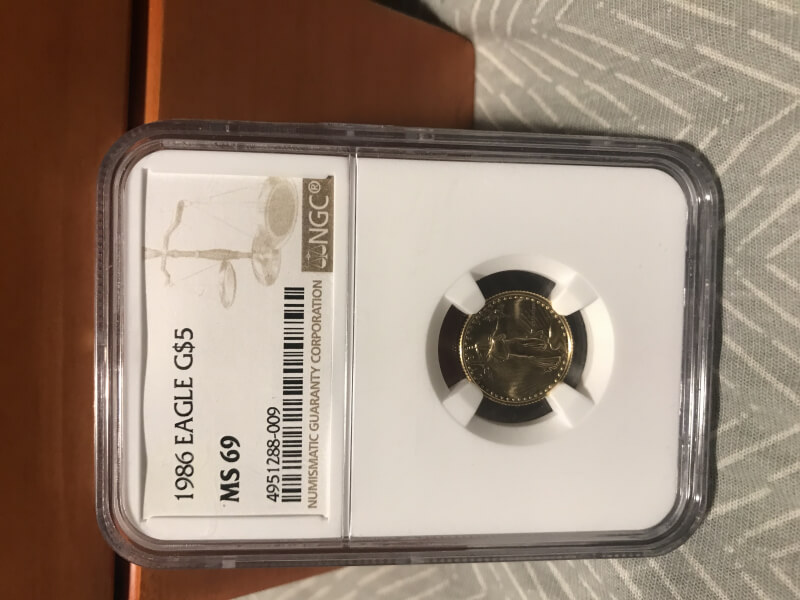 1986 EAGLE G$5
MS 69
4951288-009
NUMISMATIC GUARANTY CORPORATION
NGC®